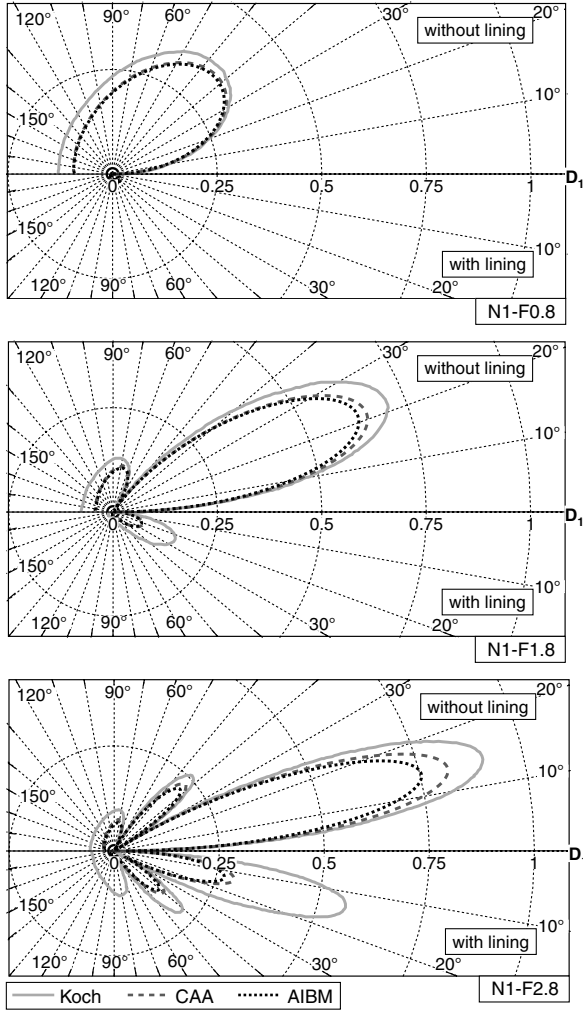 120° 90° 60° 30° 20°
without lining
10°
150°
0 0.25 0.5 0.75 1 D1
150°
10°
with lining
120° 90° 60° 30° 20°
N1-F0.8
120° 90° 60° 30° 20°
without lining
10°
150°
0 0.25 0.5 0.75 1 D1
150°
10°
with lining
120° 90° 60° 30° 20°
N1-F1.8
120° 90° 60° 30° 20°
without lining
10°
150°
0 0.25 0.5 0.75 1 D
150°
10°
with lining
120° 90° 60° 30° 20°
N1-F2.8
Koch CAA AIBM